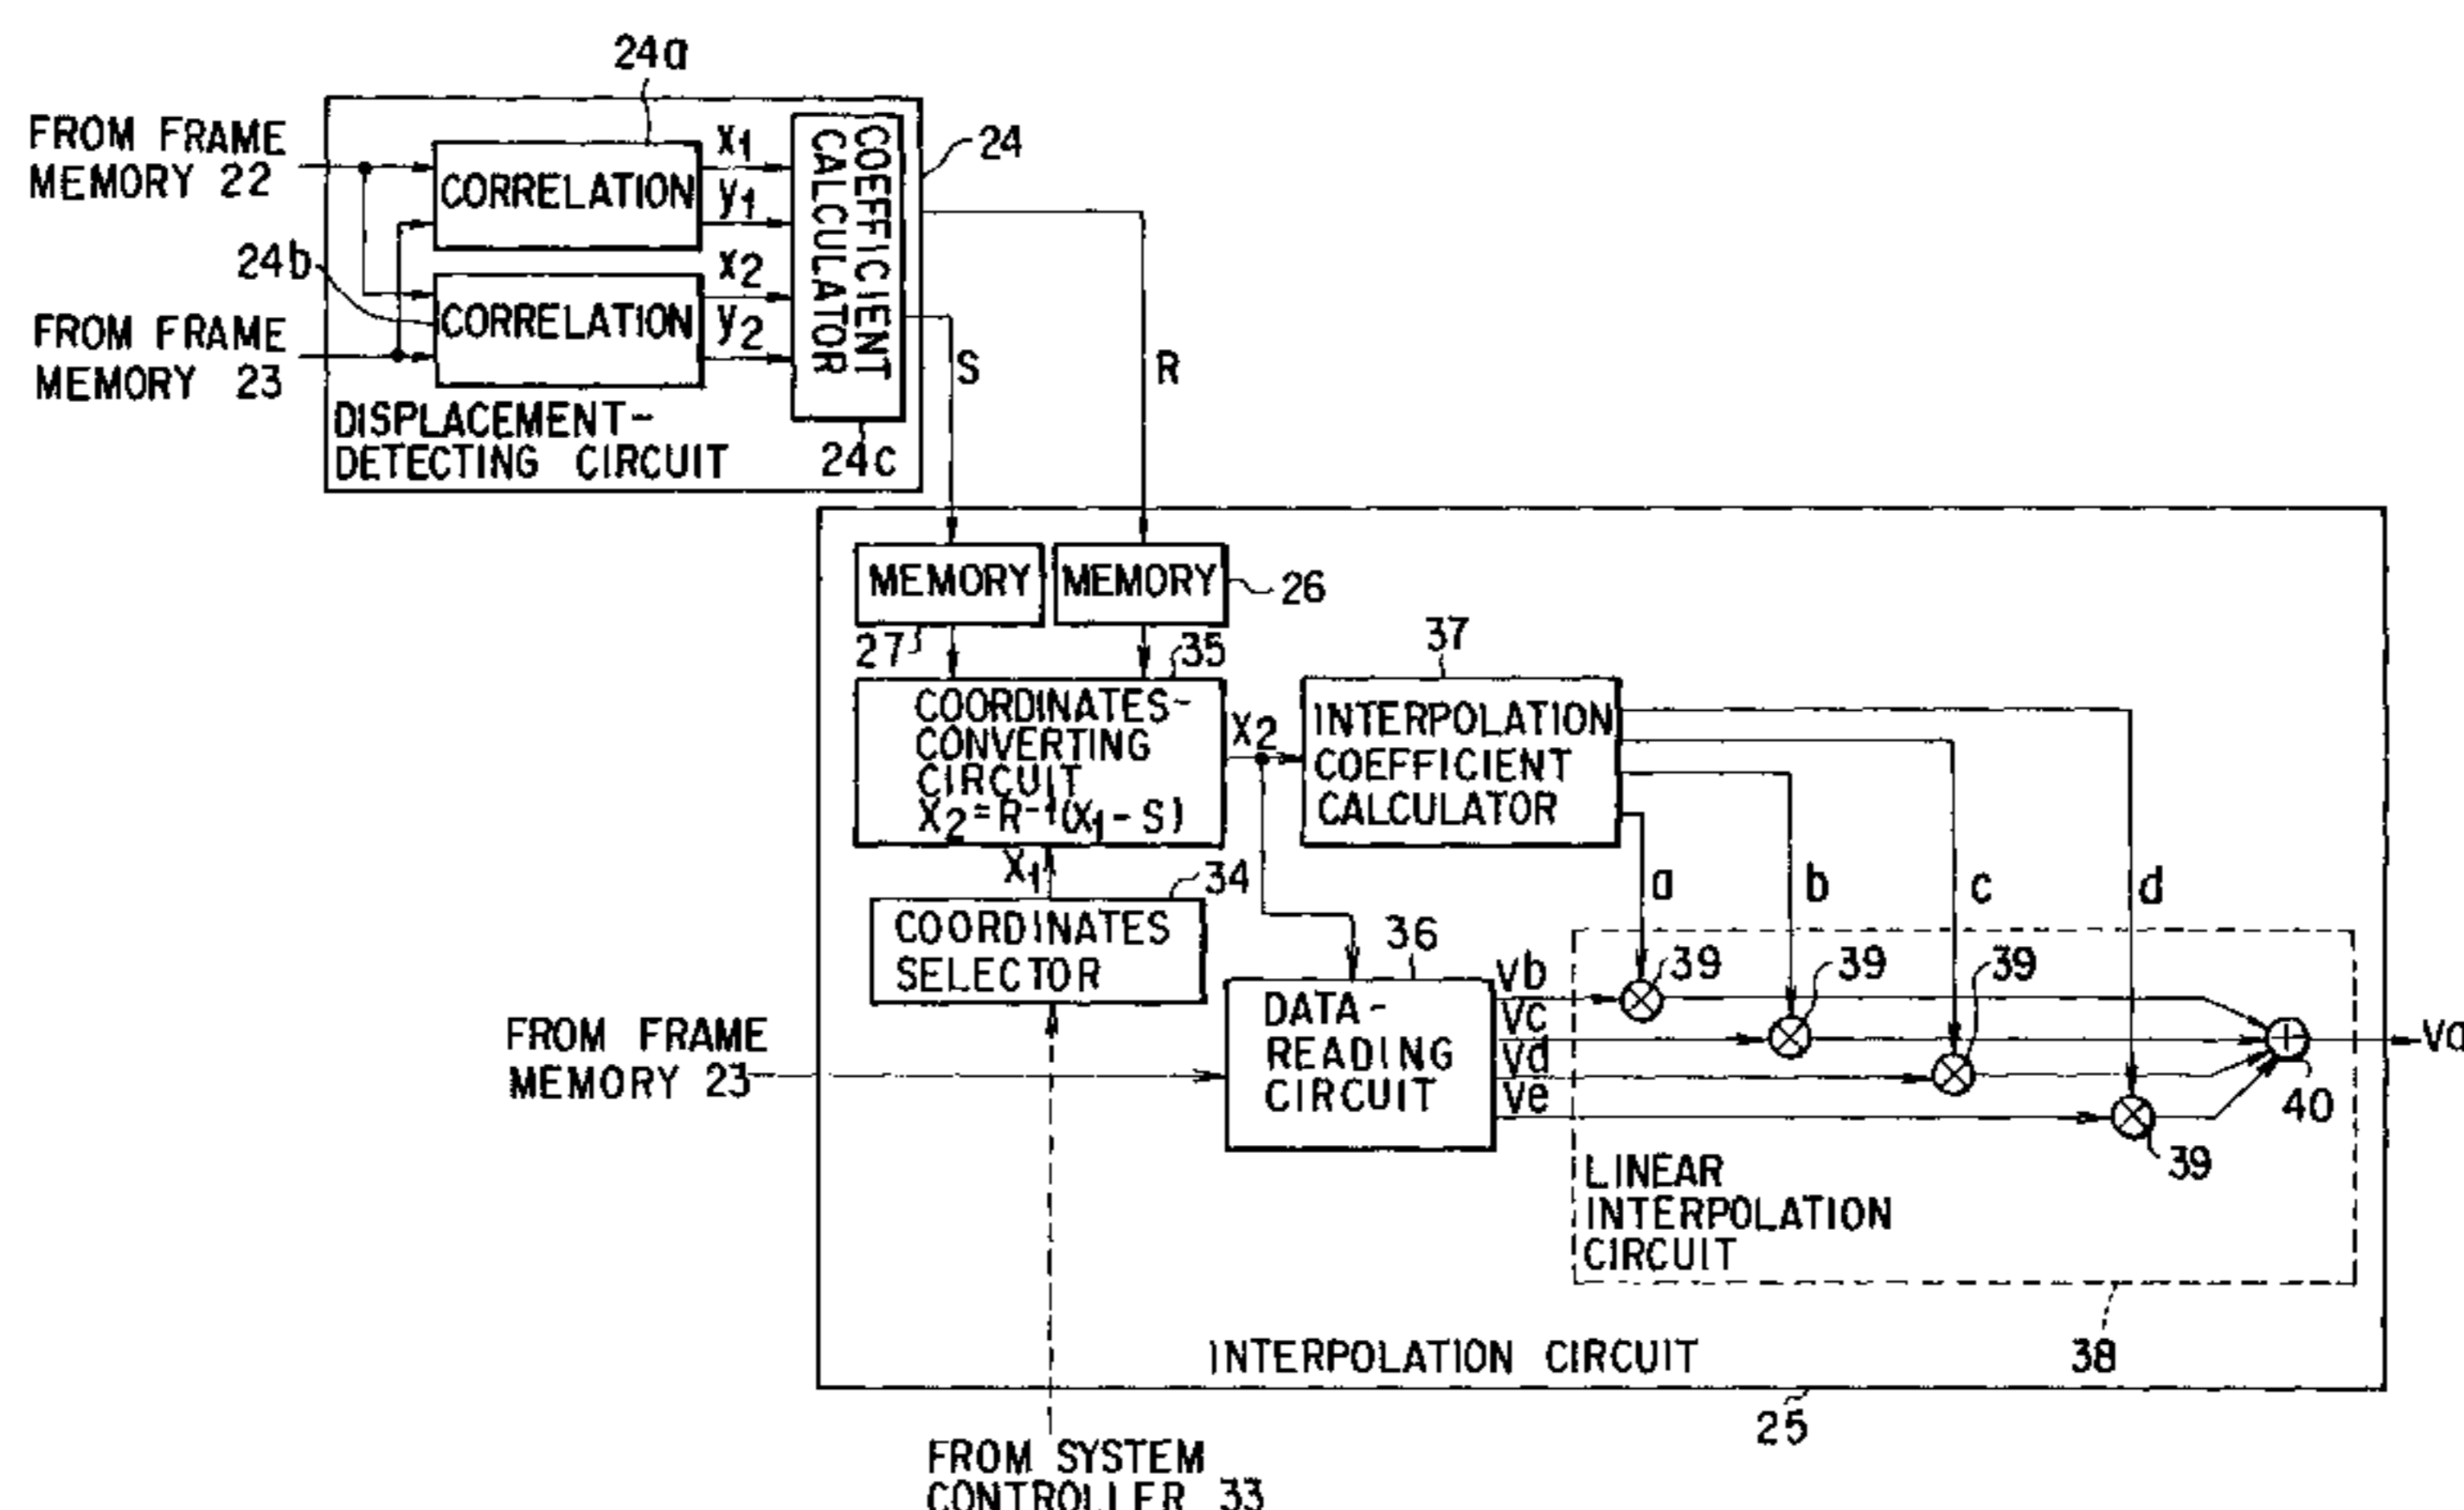 24a
FROM FRAME
MEMORY 22
CORRELATION
x1
y1
COEFFICIENT
CALCULATOR
24
24b
CORRELATION
x2
y2
FROM FRAME
MEMORY 23
S
R
DISPLACEMENT-
DETECTING CIRCUIT
24c
MEMORY
MEMORY
26
27
35
37
COORDINATES-
CONVERTING
CIRCUIT
X2=R-1(X1-S)
X2
INTERPOLATION
COEFFICIENT
CALCULATOR
X1
34
a
b
c
d
COORDINATES
SELECTOR
36
39
39
39
Vb
Vc
Vd
Ve
DATA-
READING
CIRCUIT
FROM FRAME
MEMORY 23
40
39
LINEAR
INTERPOLATION
CIRCUIT
38
INTERPOLATION CIRCUIT
25
FROM SYSTEM
CONTROLLER 33